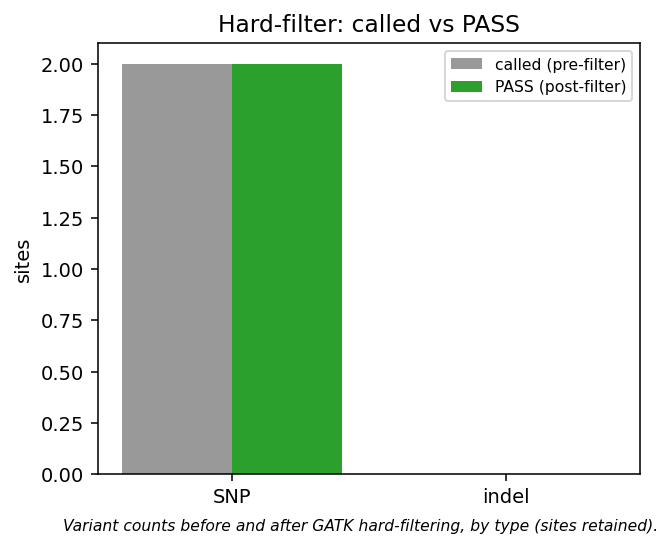 Hard-filter: called vs PASS
called (pre-filter)
PASS (post-filter)
2.00
1.75
1.50
1.25
1.00
0.75
0.50
0.25
0.00
sites
SNP
indel
Variant counts before and after GATK hard-filtering, by type (sites retained).